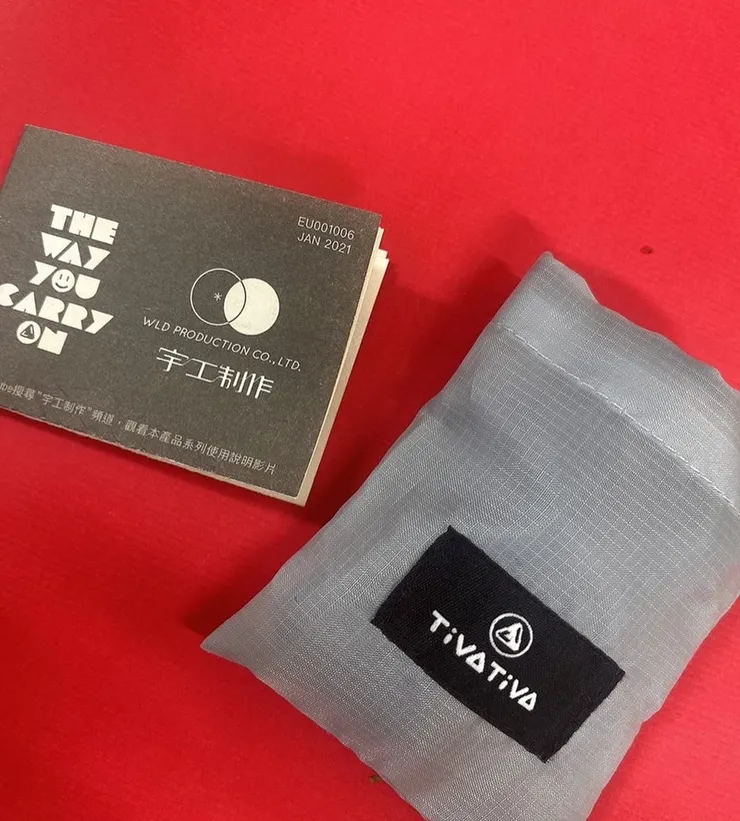 THE
WAY
YOU
CARRY
ON
EU001006
JAN 2021
WLD PRODUCTION CO., LTD.
宇工制作
搜尋"宇工制作"頻道，觀看本產品系列使用說明影片
TiVATiVA